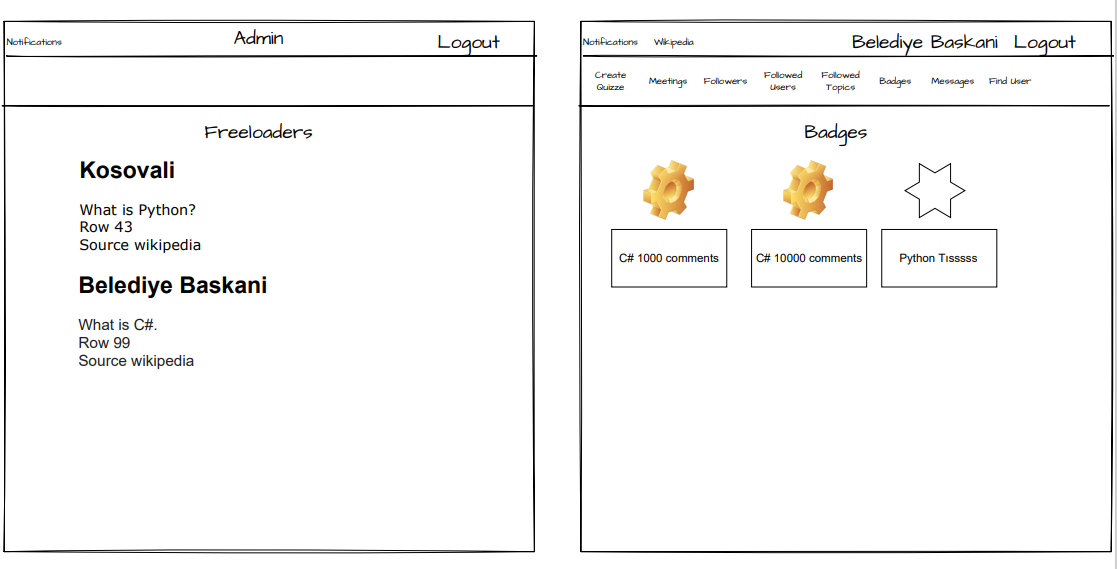 Notifications
Admin
Logout
Freeloaders
Kosovali
What is Python?
Row 43
Source wikipedia
Belediye Baskani
What is C#.
Row 99
Source wikipedia
Notifications
Wikipedia
Belediye Baskani
Logout
Create
Quizze
Meetings
Followers
Followed
Users
Followed
Topics
Badges
Messages
Find User
Badges
C# 1000 comments
C# 10000 comments
Python Tısssss